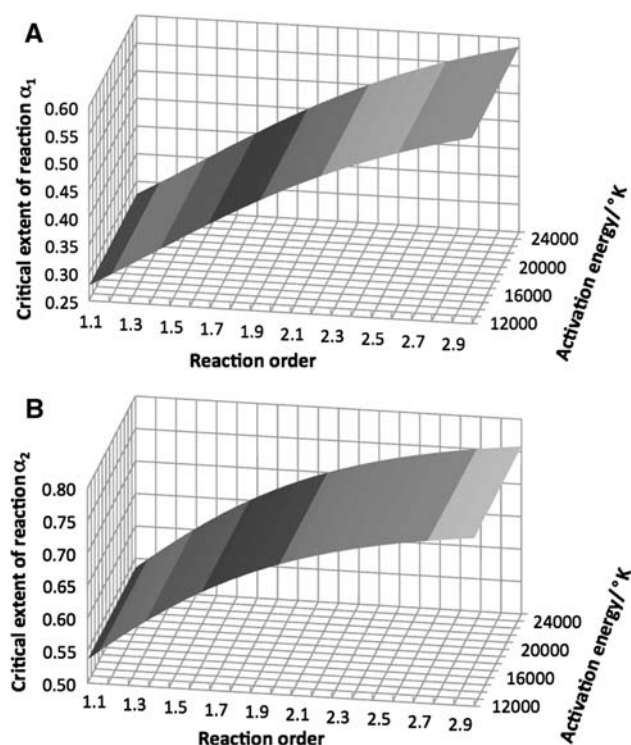 A
Critical extent of reaction α1
0.60
0.55
0.50
0.45
0.40
0.35
0.30
0.25
1.1 1.3 1.5 1.7 1.9 2.1 2.3 2.5 2.7 2.9
Reaction order
24000
20000
16000
12000
Activation energy/°K
B
Critical extent of reaction α2
0.80
0.75
0.70
0.65
0.60
0.55
0.50
1.1 1.3 1.5 1.7 1.9 2.1 2.3 2.5 2.7 2.9
Reaction order
24000
20000
16000
12000
Activation energy/°K